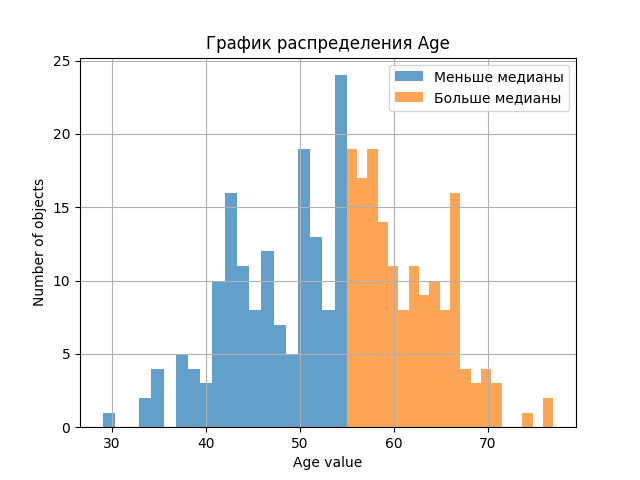 График распределения Age
Меньше медианы
Больше медианы
25
20
15
10
5
0
Number of objects
30 40 50 60 70
Age value